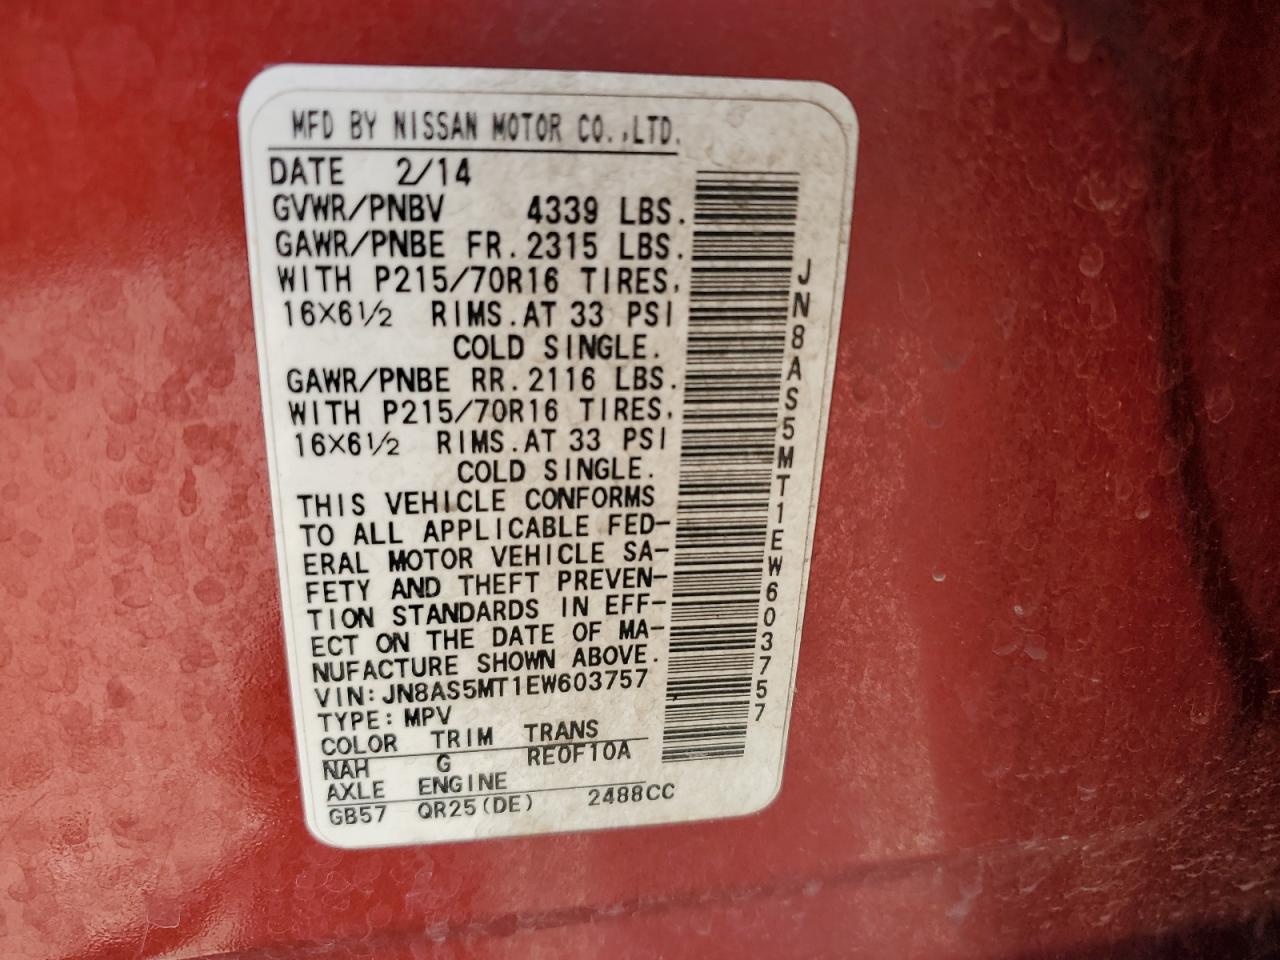 MFD BY NISSAN MOTOR CO.,LTD.
DATE 2/14
GVWR/PNBV 4339 LBS.
GAWR/PNBE FR. 2315 LBS.
WITH P215/70R16 TIRES.
16×6½ RIMS. AT 33 PSI
COLD SINGLE.
GAWR/PNBE RR. 2116 LBS.
WITH P215/70R16 TIRES.
16×6½ RIMS. AT 33 PSI
COLD SINGLE.
THIS VEHICLE CONFORMS
TO ALL APPLICABLE FED-
ERAL MOTOR VEHICLE SA-
FETY AND THEFT PREVEN-
TION STANDARDS IN EFF-
ECT ON THE DATE OF MA-
NUFACTURE SHOWN ABOVE.
VIN: JN8AS5MT1EW603757
TYPE: MPV
COLOR TRIM TRANS
NAH G RE0F10A
AXLE ENGINE
GB57 QR25(DE) 2488CC
JN8AS5MT1EW603757